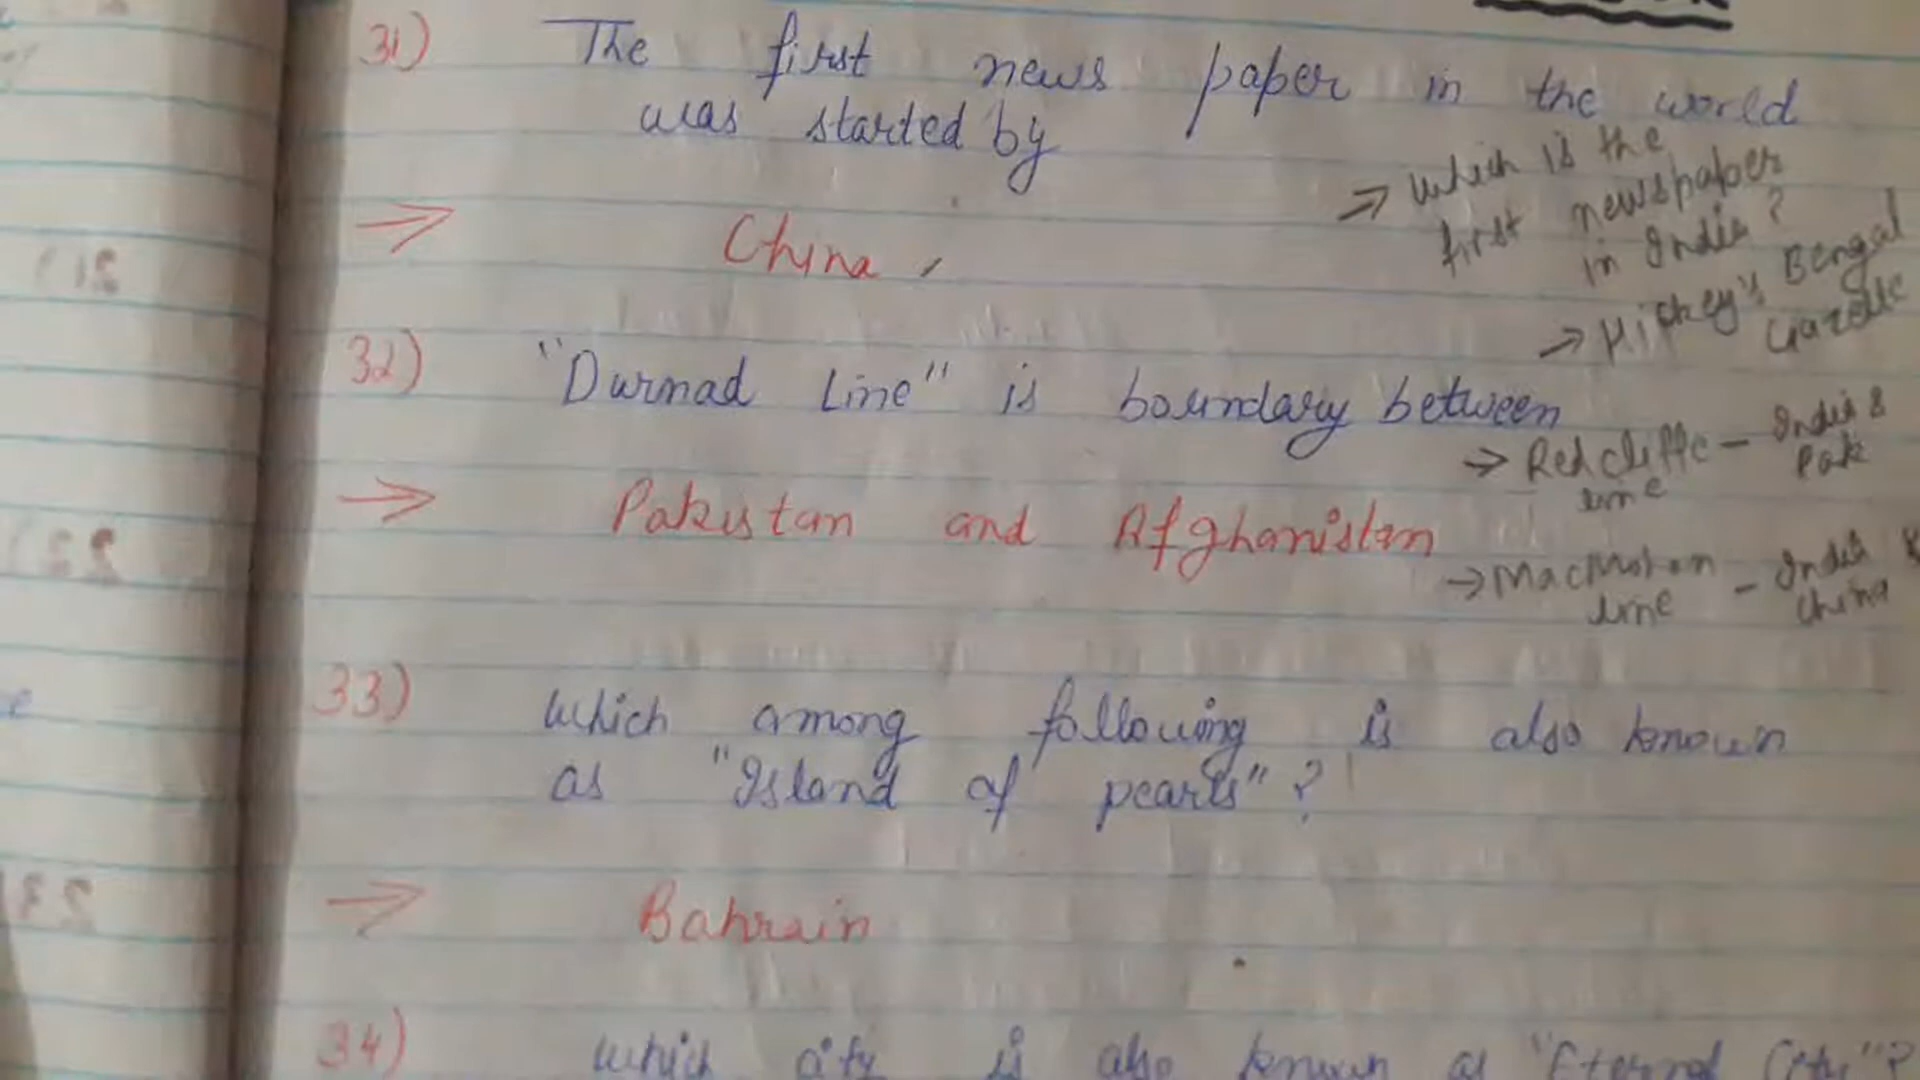 31) The first news paper in the world
was started by
→ China
⇒ which is the
first newspaper
in India ?
→ Hickey's Bengal
Gazette
32) "Durnad Line" is boundary between
→ Pakistan and Afghanistan
→ Redcliffe - India &
line Pak
→ MacMohan - India &
line China
33) which among following is also known
as "Island of pearls" ?
→ Bahrain
34) which city is also known as "Eternal City" ?